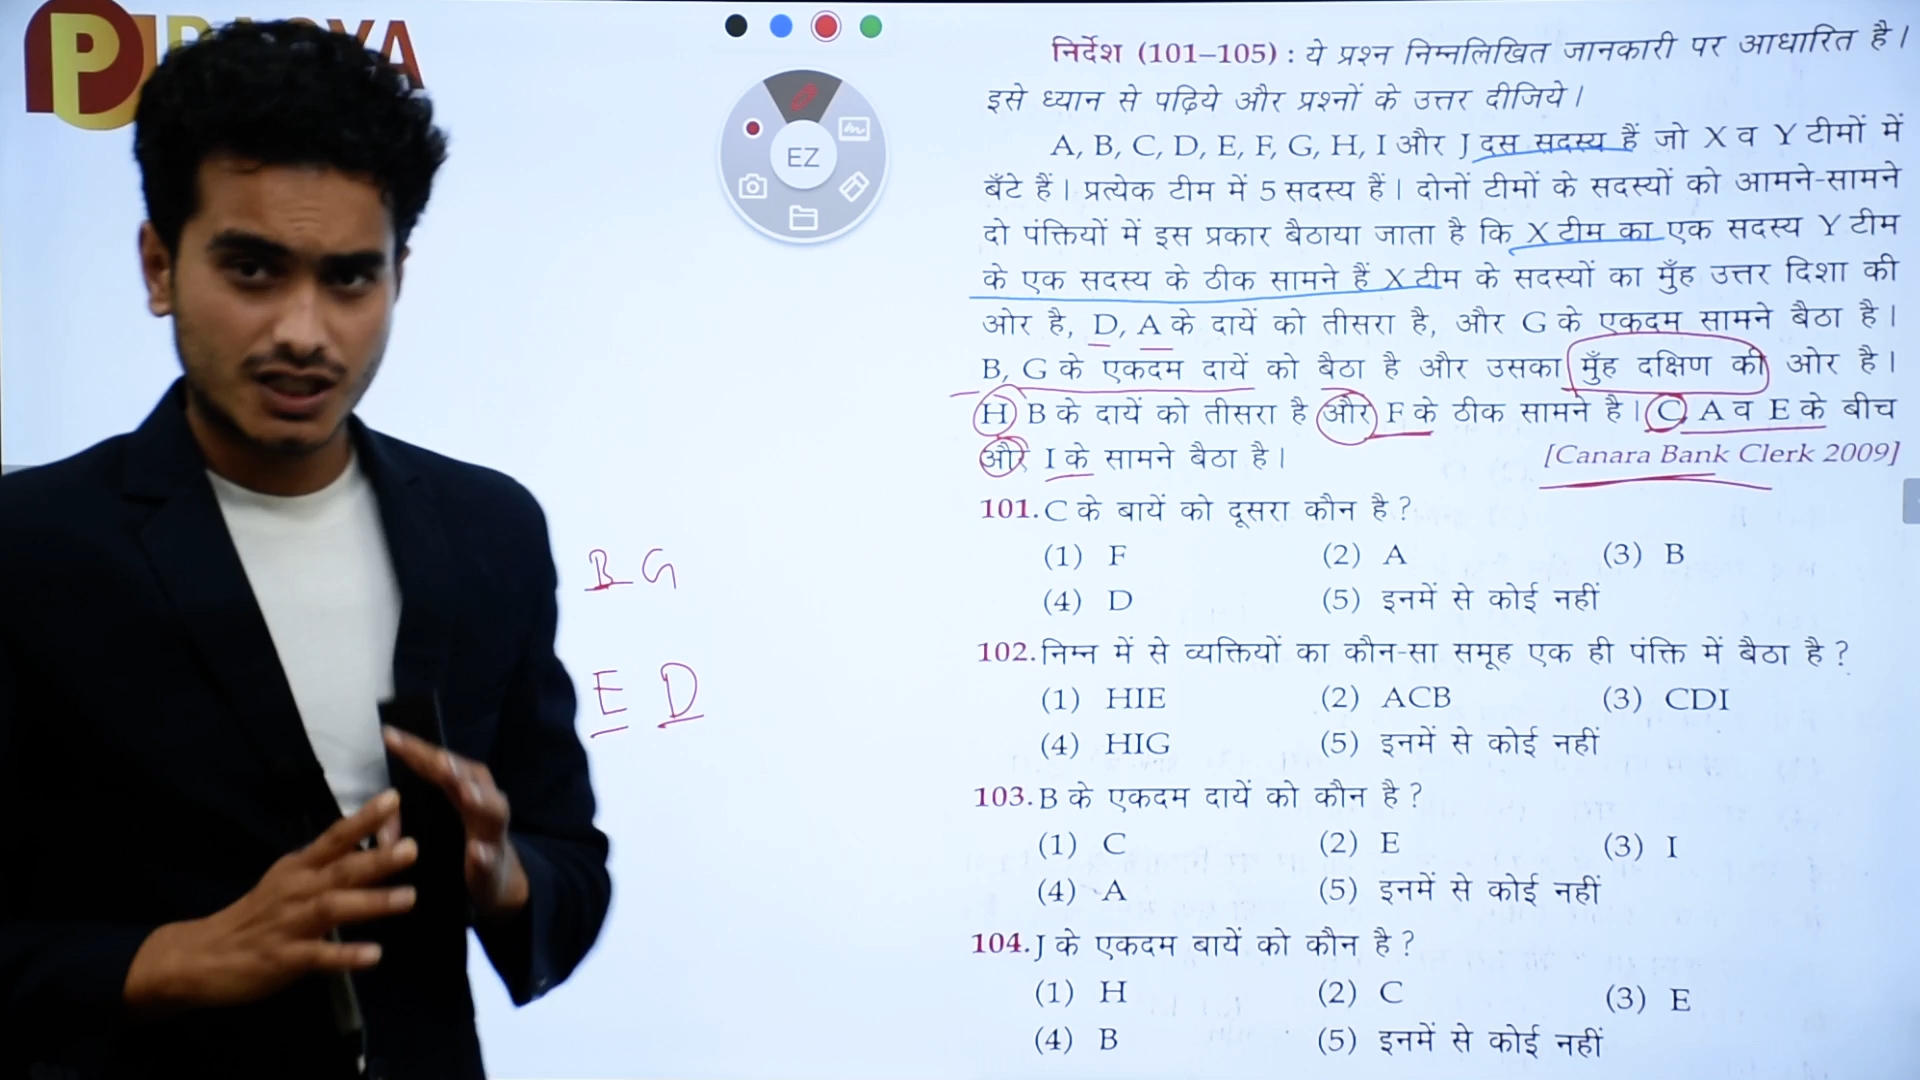 EZ
निर्देश (101–105) : ये प्रश्न निम्नलिखित जानकारी पर आधारित है।
इसे ध्यान से पढ़िये और प्रश्नों के उत्तर दीजिये।
A, B, C, D, E, F, G, H, I और J दस सदस्य हैं जो X व Y टीमों में
बँटे हैं। प्रत्येक टीम में 5 सदस्य हैं। दोनों टीमों के सदस्यों को आमने-सामने
दो पंक्तियों में इस प्रकार बैठाया जाता है कि X टीम का एक सदस्य Y टीम
के एक सदस्य के ठीक सामने हैं X टीम के सदस्यों का मुँह उत्तर दिशा की
ओर है, D, A के दायें को तीसरा है, और G के एकदम सामने बैठा है।
B, G के एकदम दायें को बैठा है और उसका मुँह दक्षिण की ओर है।
H B के दायें को तीसरा है और F के ठीक सामने है। C A व E के बीच
और I के सामने बैठा है।
[Canara Bank Clerk 2009]
101. C के बायें को दूसरा कौन है?
(1) F (2) A (3) B
(4) D (5) इनमें से कोई नहीं
102. निम्न में से व्यक्तियों का कौन-सा समूह एक ही पंक्ति में बैठा है?
(1) HIE (2) ACB (3) CDI
(4) HIG (5) इनमें से कोई नहीं
103. B के एकदम दायें को कौन है?
(1) C (2) E (3) I
(4) A (5) इनमें से कोई नहीं
104. J के एकदम बायें को कौन है?
(1) H (2) C (3) E
(4) B (5) इनमें से कोई नहीं
B G
E D